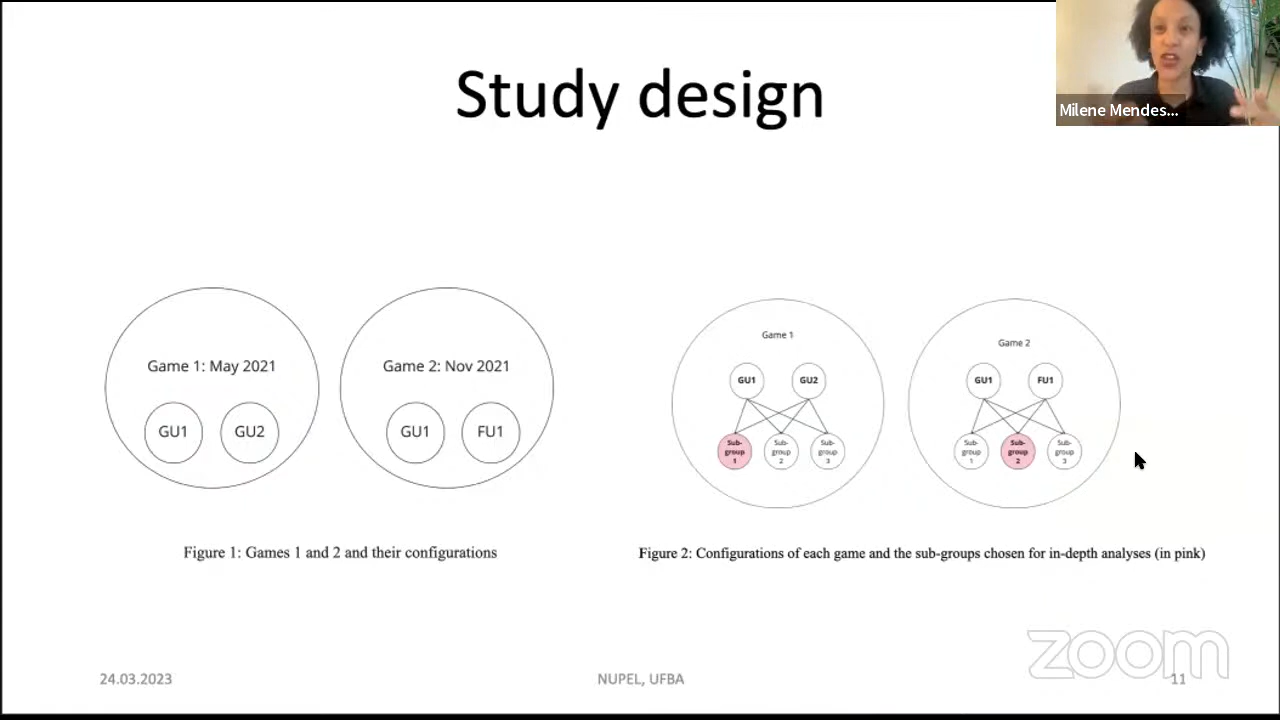 Study design
Milene Mendes...
Game 1: May 2021
GU1
GU2
Game 2: Nov 2021
GU1
FU1
Figure 1: Games 1 and 2 and their configurations
Game 1
GU1
GU2
Sub-
group
1
Sub-
group
2
Sub-
group
3
Game 2
GU1
FU1
Sub-
group
1
Sub-
group
2
Sub-
group
3
Figure 2: Configurations of each game and the sub-groups chosen for in-depth analyses (in pink)
24.03.2023
NUPEL, UFBA
11
zoom